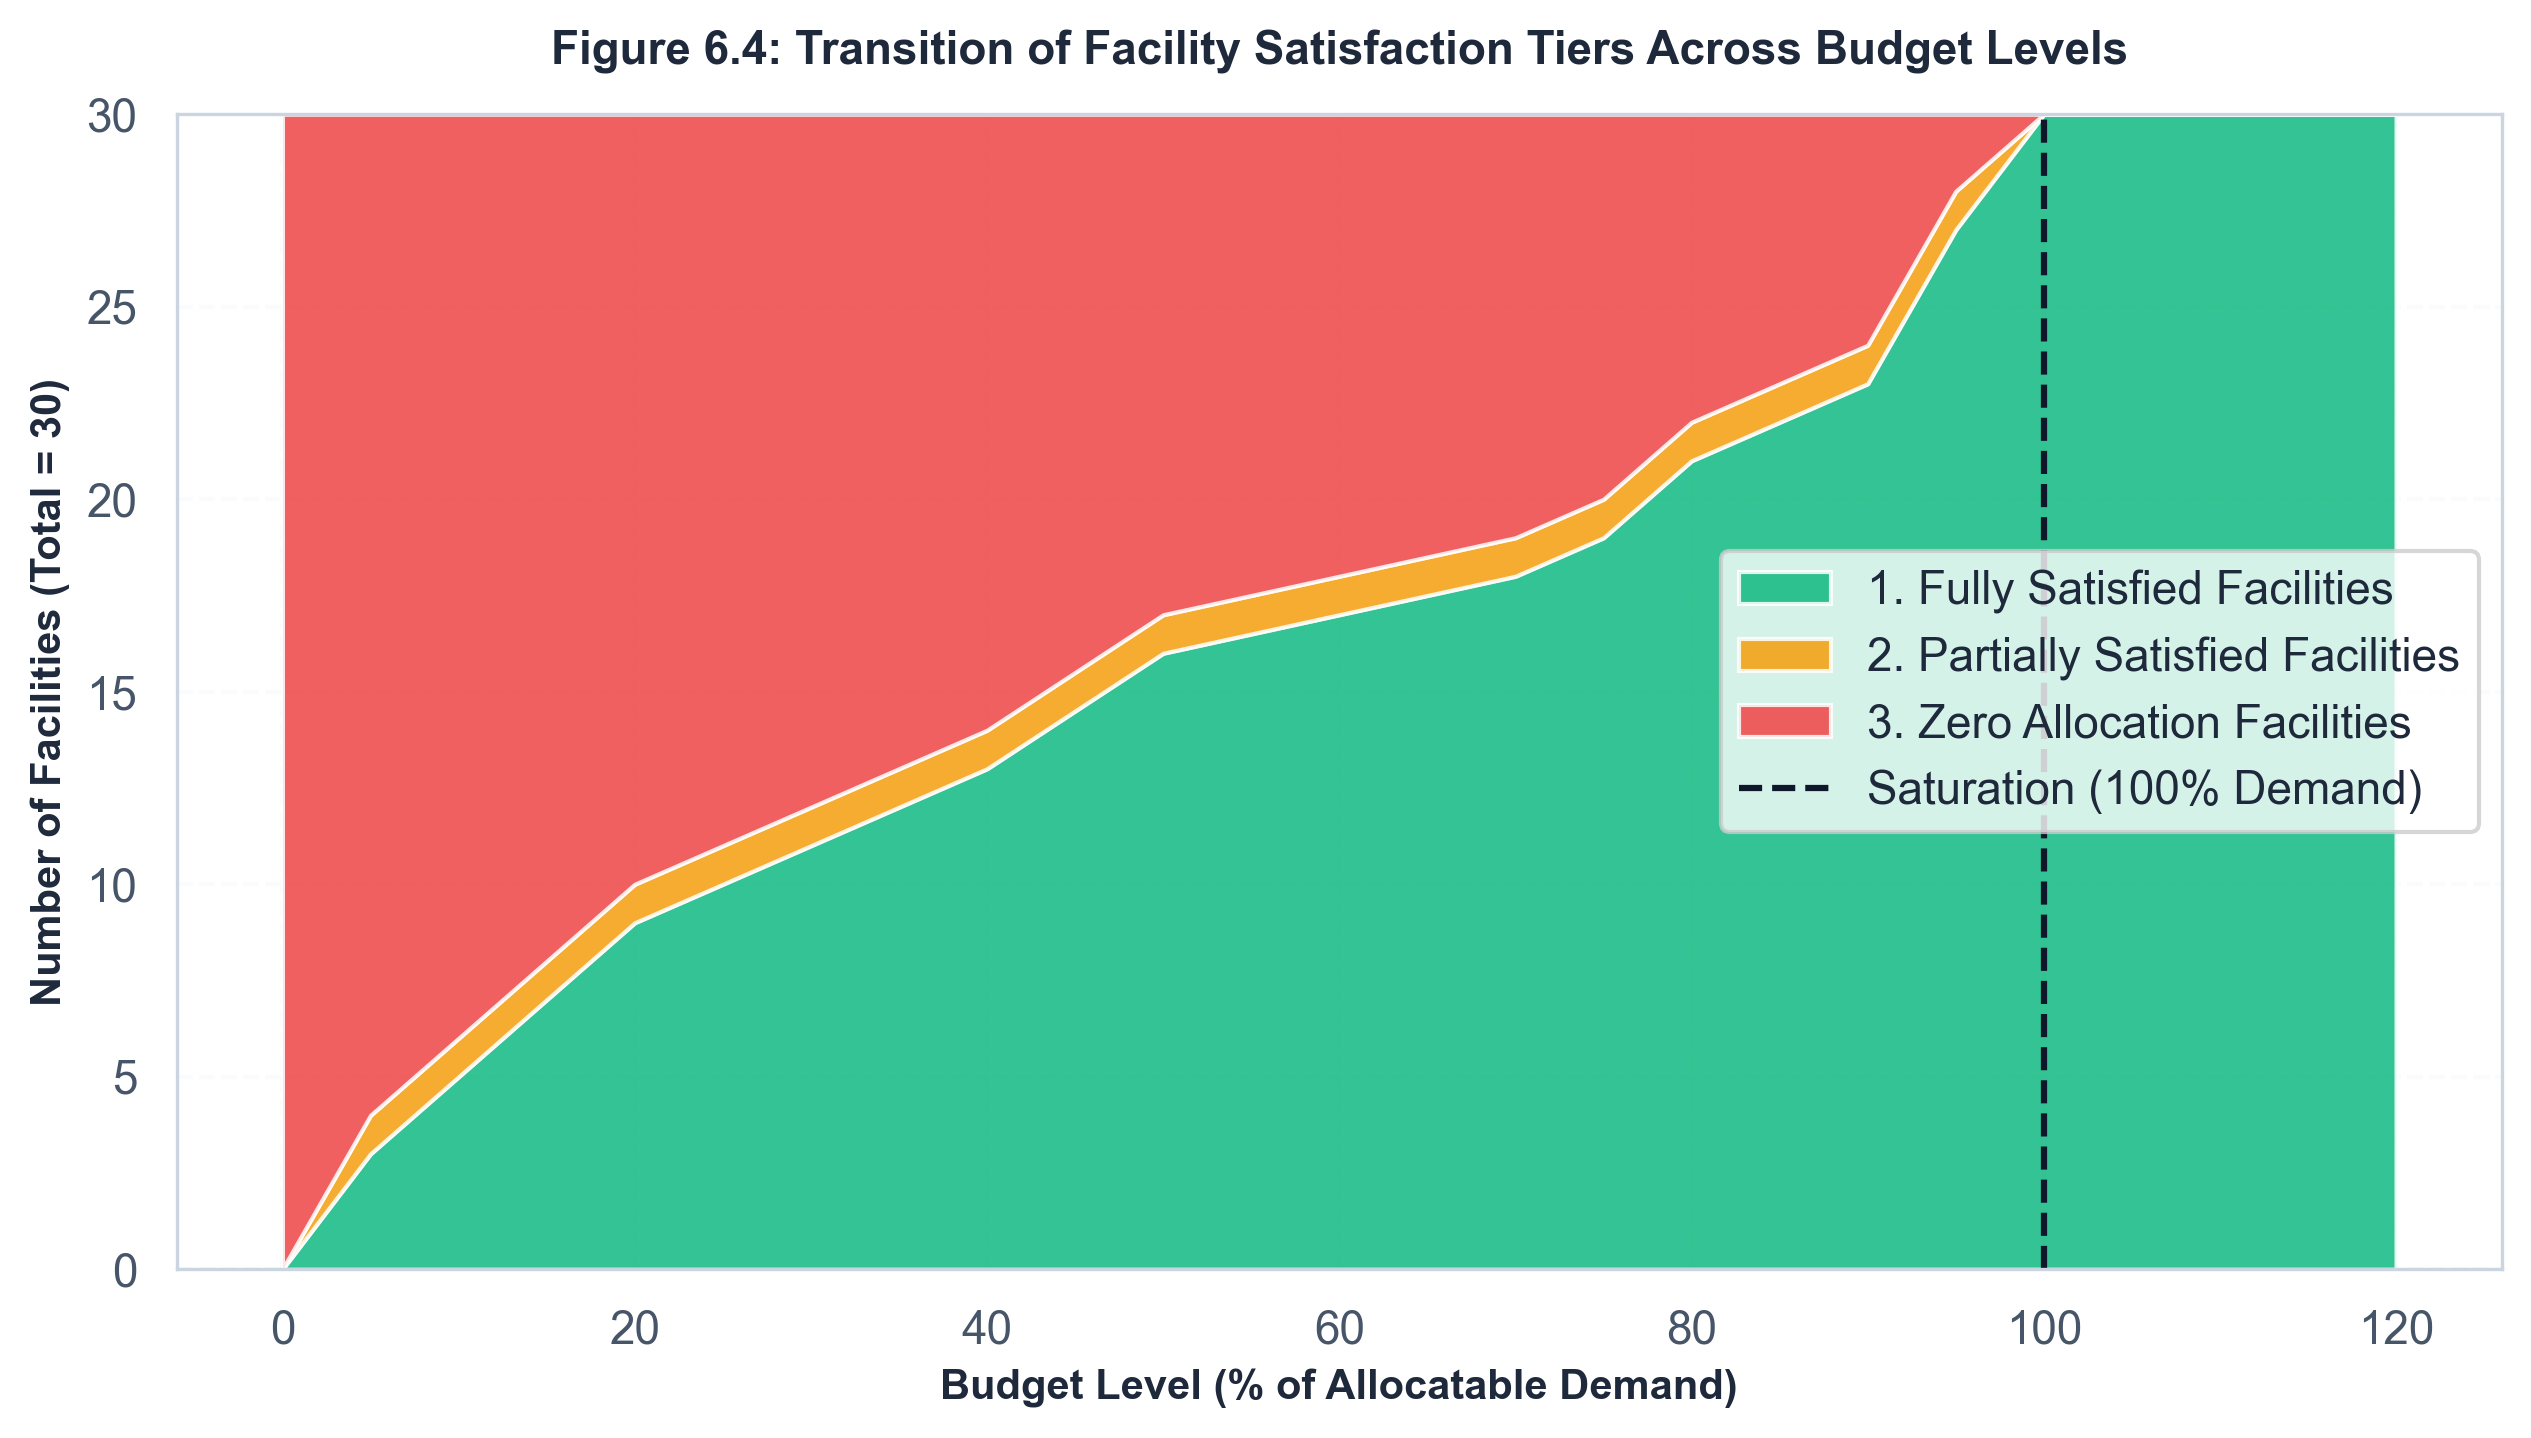 Figure 6.4: Transition of Facility Satisfaction Tiers Across Budget Levels
Number of Facilities (Total = 30)
30
25
20
15
10
5
0
1. Fully Satisfied Facilities
2. Partially Satisfied Facilities
3. Zero Allocation Facilities
Saturation (100% Demand)
0 20 40 60 80 100 120
Budget Level (% of Allocatable Demand)